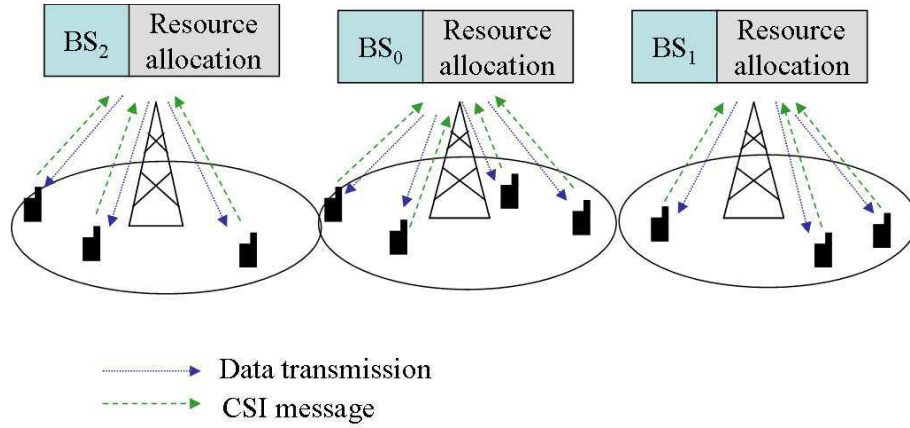 BS₂ Resource allocation
BS₀ Resource allocation
BS₁ Resource allocation
Data transmission
CSI message